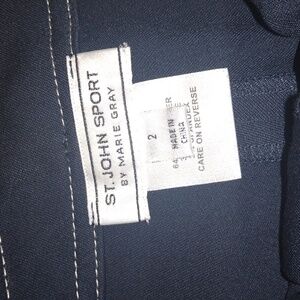 ST. JOHN SPORT
BY MARIE GRAY
2
MADE IN
CHINA
CARE ON REVERSE